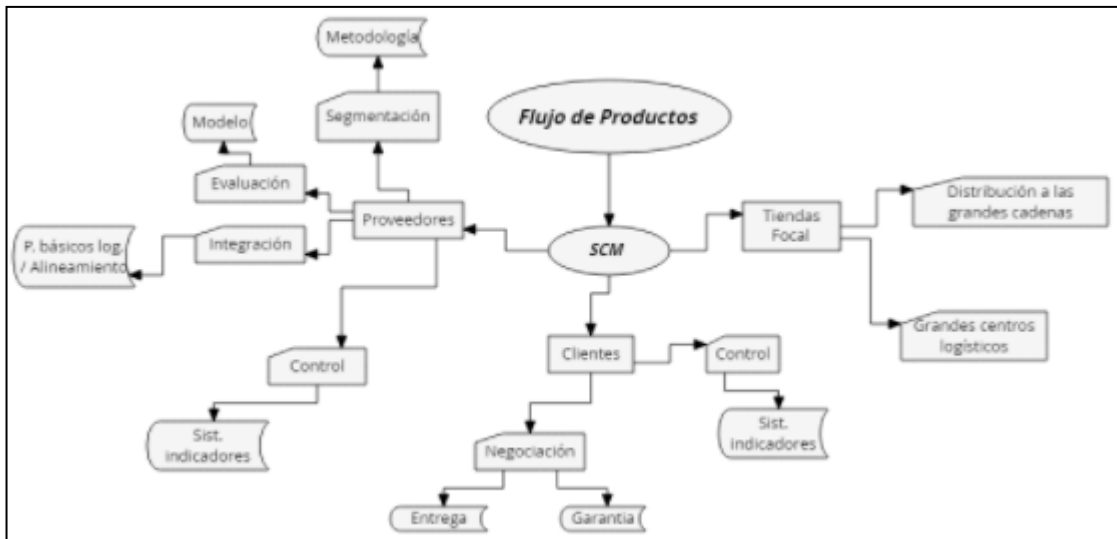 Metodología
Flujo de Productos
Segmentación
Modelo
Evaluación
Distribución a las
grandes cadenas
Proveedores
Tiendas
Focal
P. básicos log.
/ Alineamiento
Integración
SCM
Grandes centros
logísticos
Clientes
Control
Control
Sist.
indicadores
Sist.
indicadores
Negociación
Entrega
Garantia